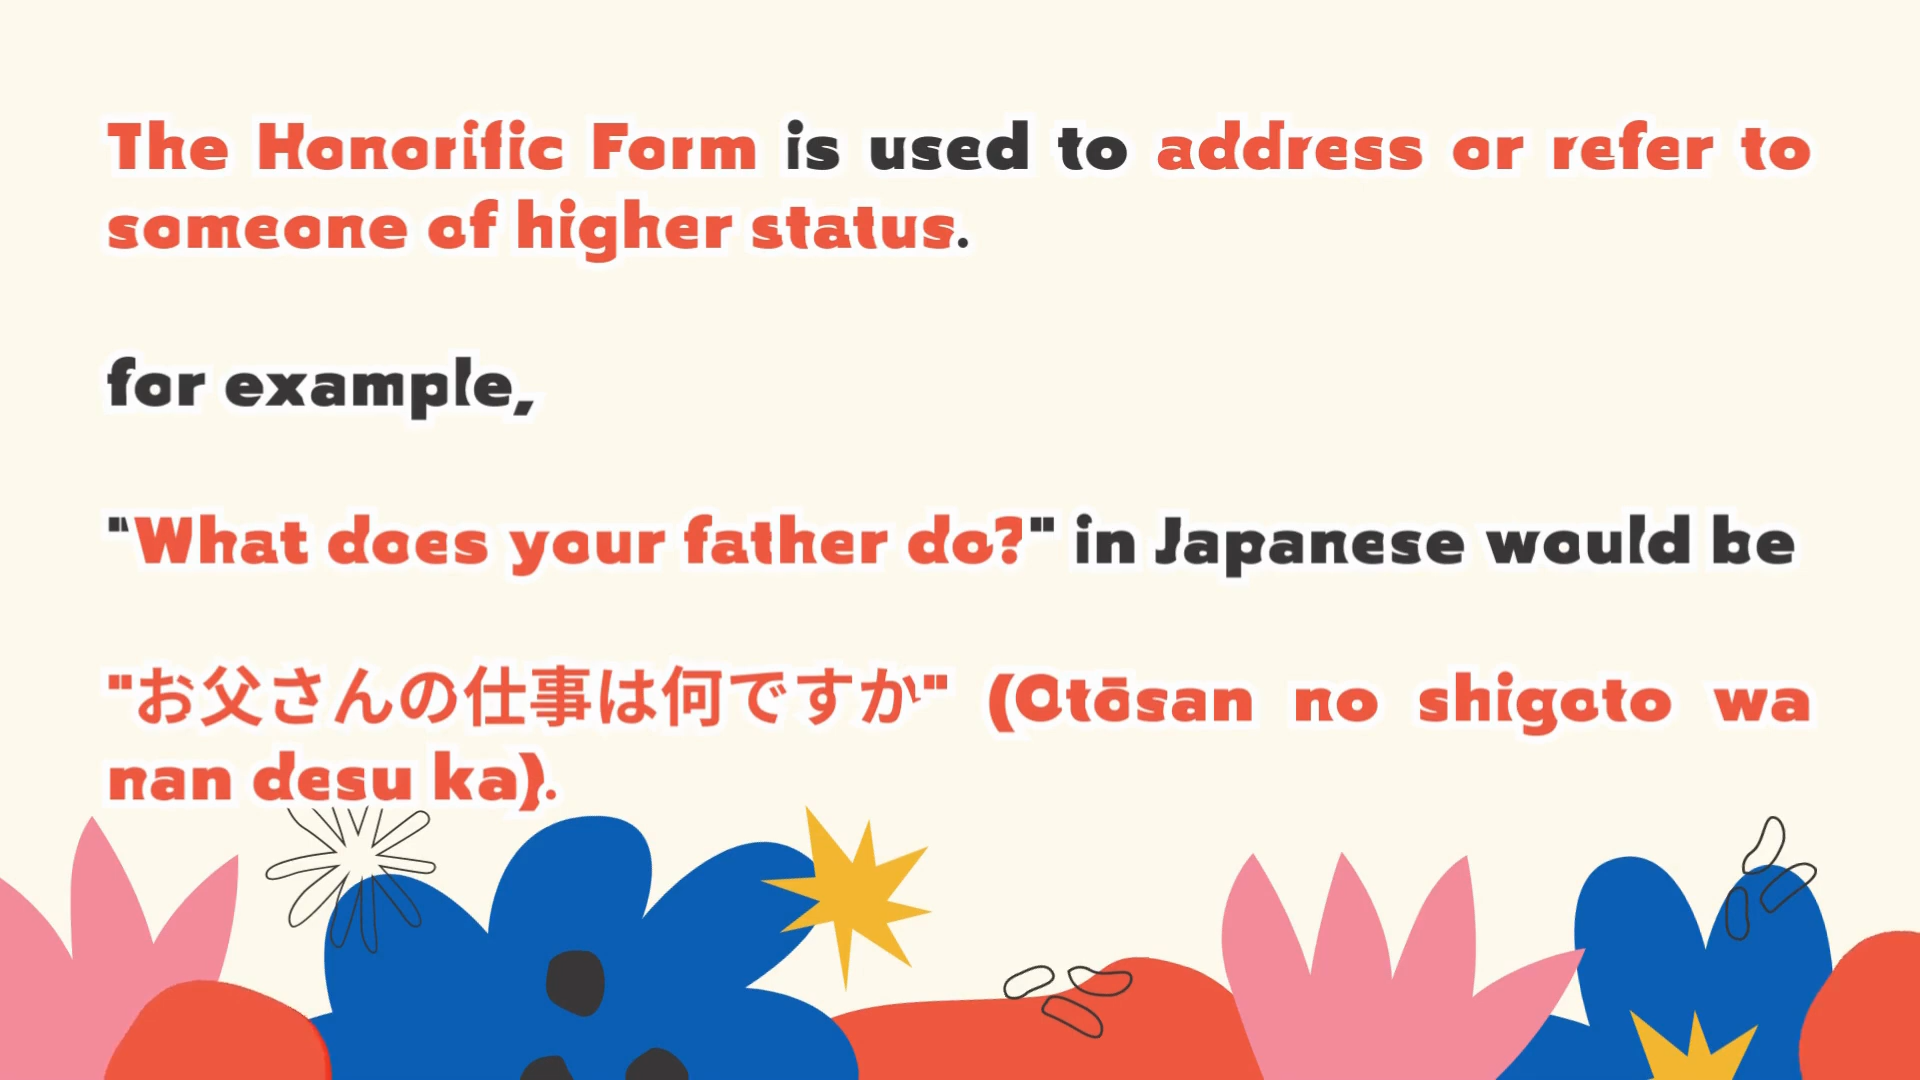 The Honorific Form is used to address or refer to
someone of higher status.
for example,
"What does your father do?" in Japanese would be
"お父さんの仕事は何ですか" (Otōsan no shigoto wa
nan desu ka).